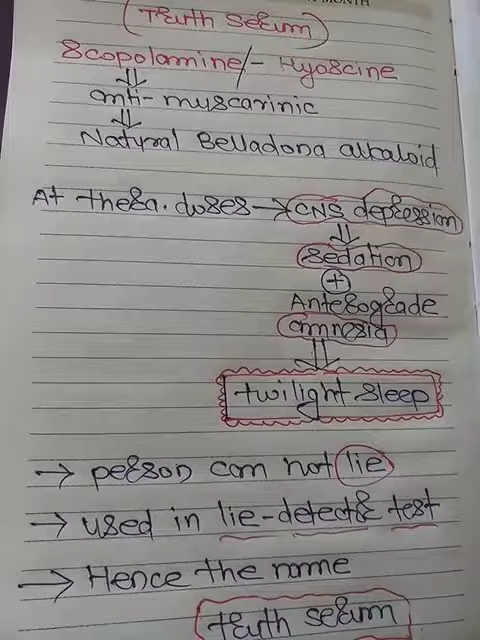 MONTH
(Truth Serum)
Scopolamine/- Hyoscine
⇓
anti-muscarinic
⇓
Natural Belladona alkaloid
At thera. doses → CNS depression
⇓
sedation
+
Anterograde
amnesia
⇓
twilight sleep
→ person can not lie
→ used in lie-detector test
→ Hence the name
truth serum